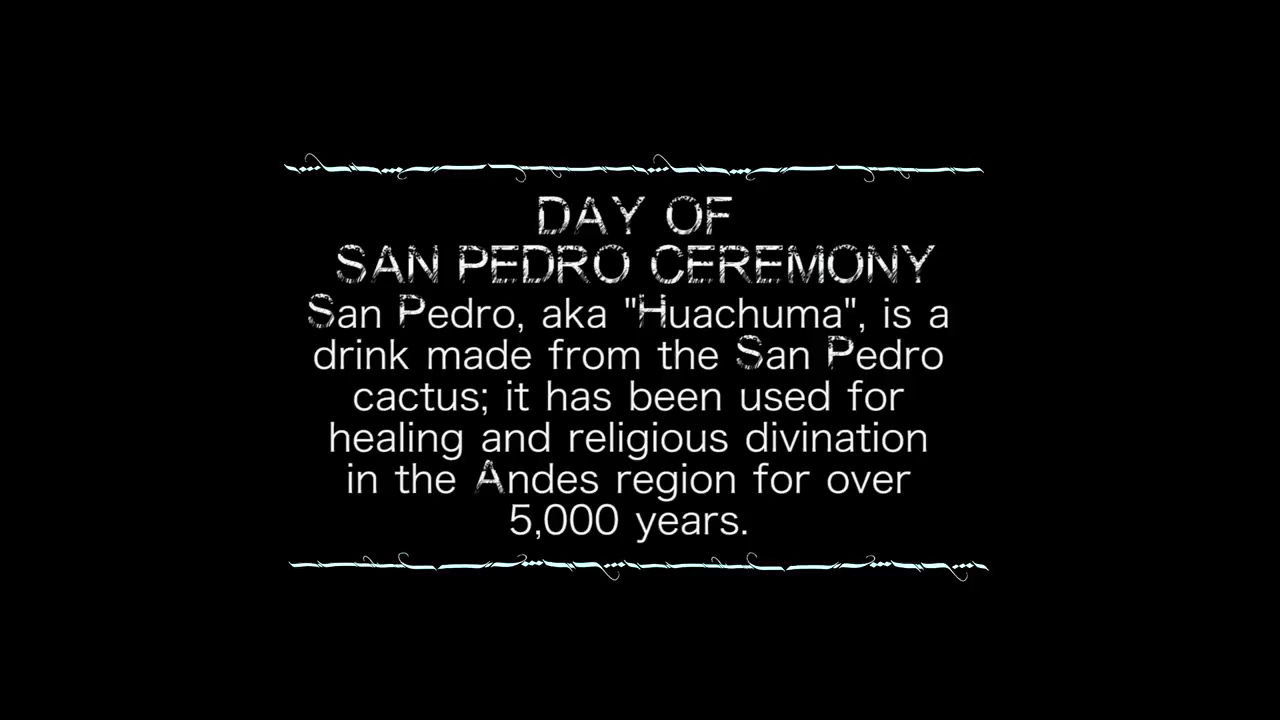 DAY OF
SAN PEDRO CEREMONY
San Pedro, aka "Huachuma", is a
drink made from the San Pedro
cactus; it has been used for
healing and religious divination
in the Andes region for over
5,000 years.